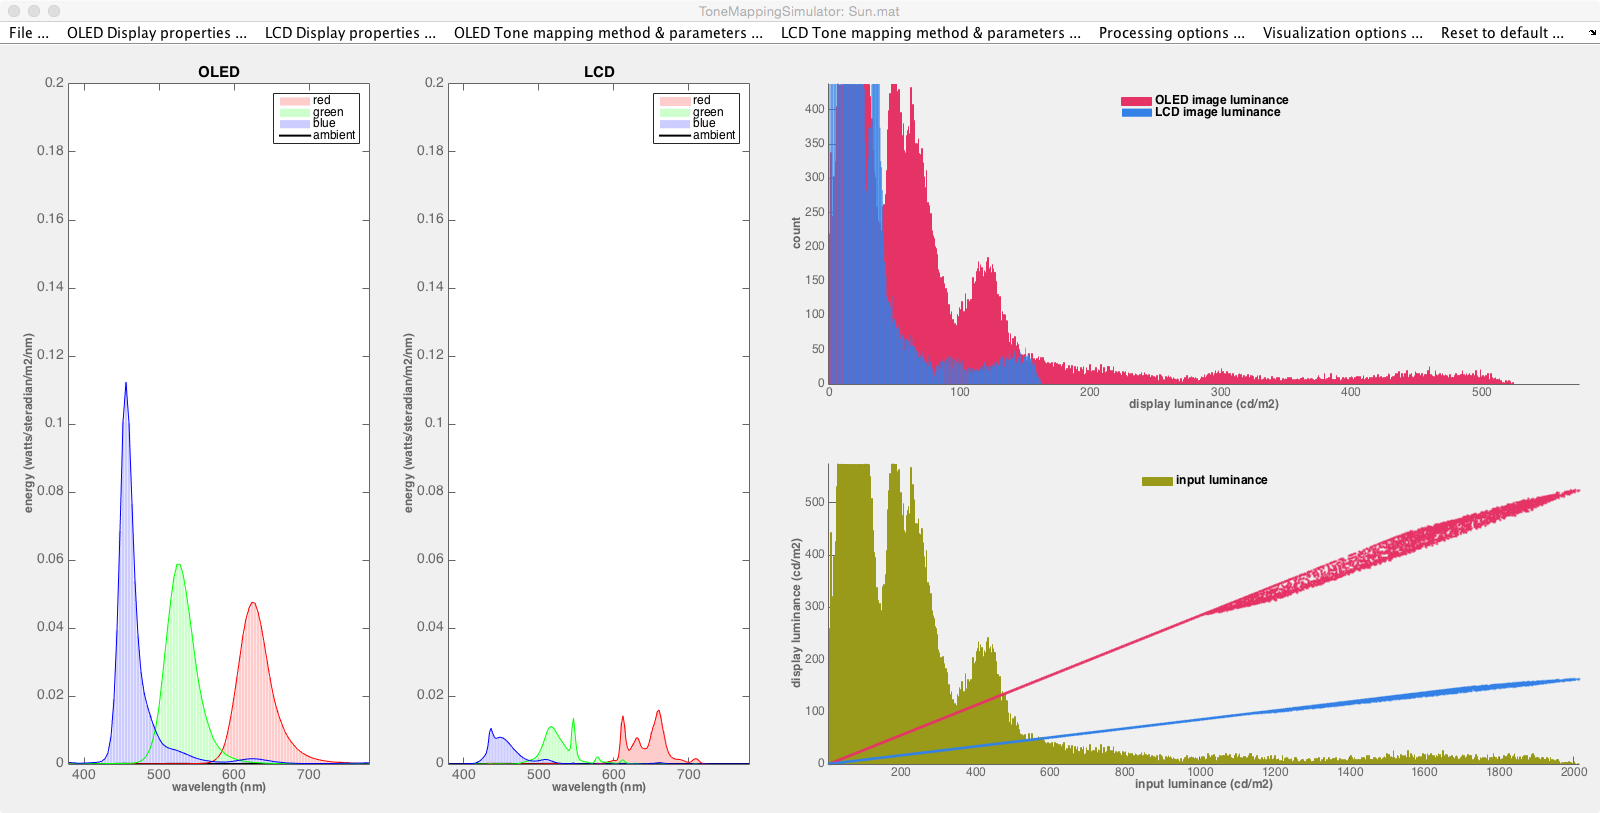 ToneMappingSimulator: Sun.mat
File ... OLED Display properties ... LCD Display properties ... OLED Tone mapping method & parameters ... LCD Tone mapping method & parameters ... Processing options ... Visualization options ... Reset to default ...
OLED
0.2
0.18
0.16
0.14
0.12
0.1
0.08
0.06
0.04
0.02
0
energy (watts/steradian/m2/nm)
red
green
blue
ambient
400 500 600 700
wavelength (nm)
LCD
0.2
0.18
0.16
0.14
0.12
0.1
0.08
0.06
0.04
0.02
0
energy (watts/steradian/m2/nm)
red
green
blue
ambient
400 500 600 700
wavelength (nm)
OLED image luminance
LCD image luminance
400
350
300
250
200
150
100
50
0
count
0 100 200 300 400 500
display luminance (cd/m2)
input luminance
500
400
300
200
100
0
display luminance (cd/m2)
200 400 600 800 1000 1200 1400 1600 1800 2000
input luminance (cd/m2)